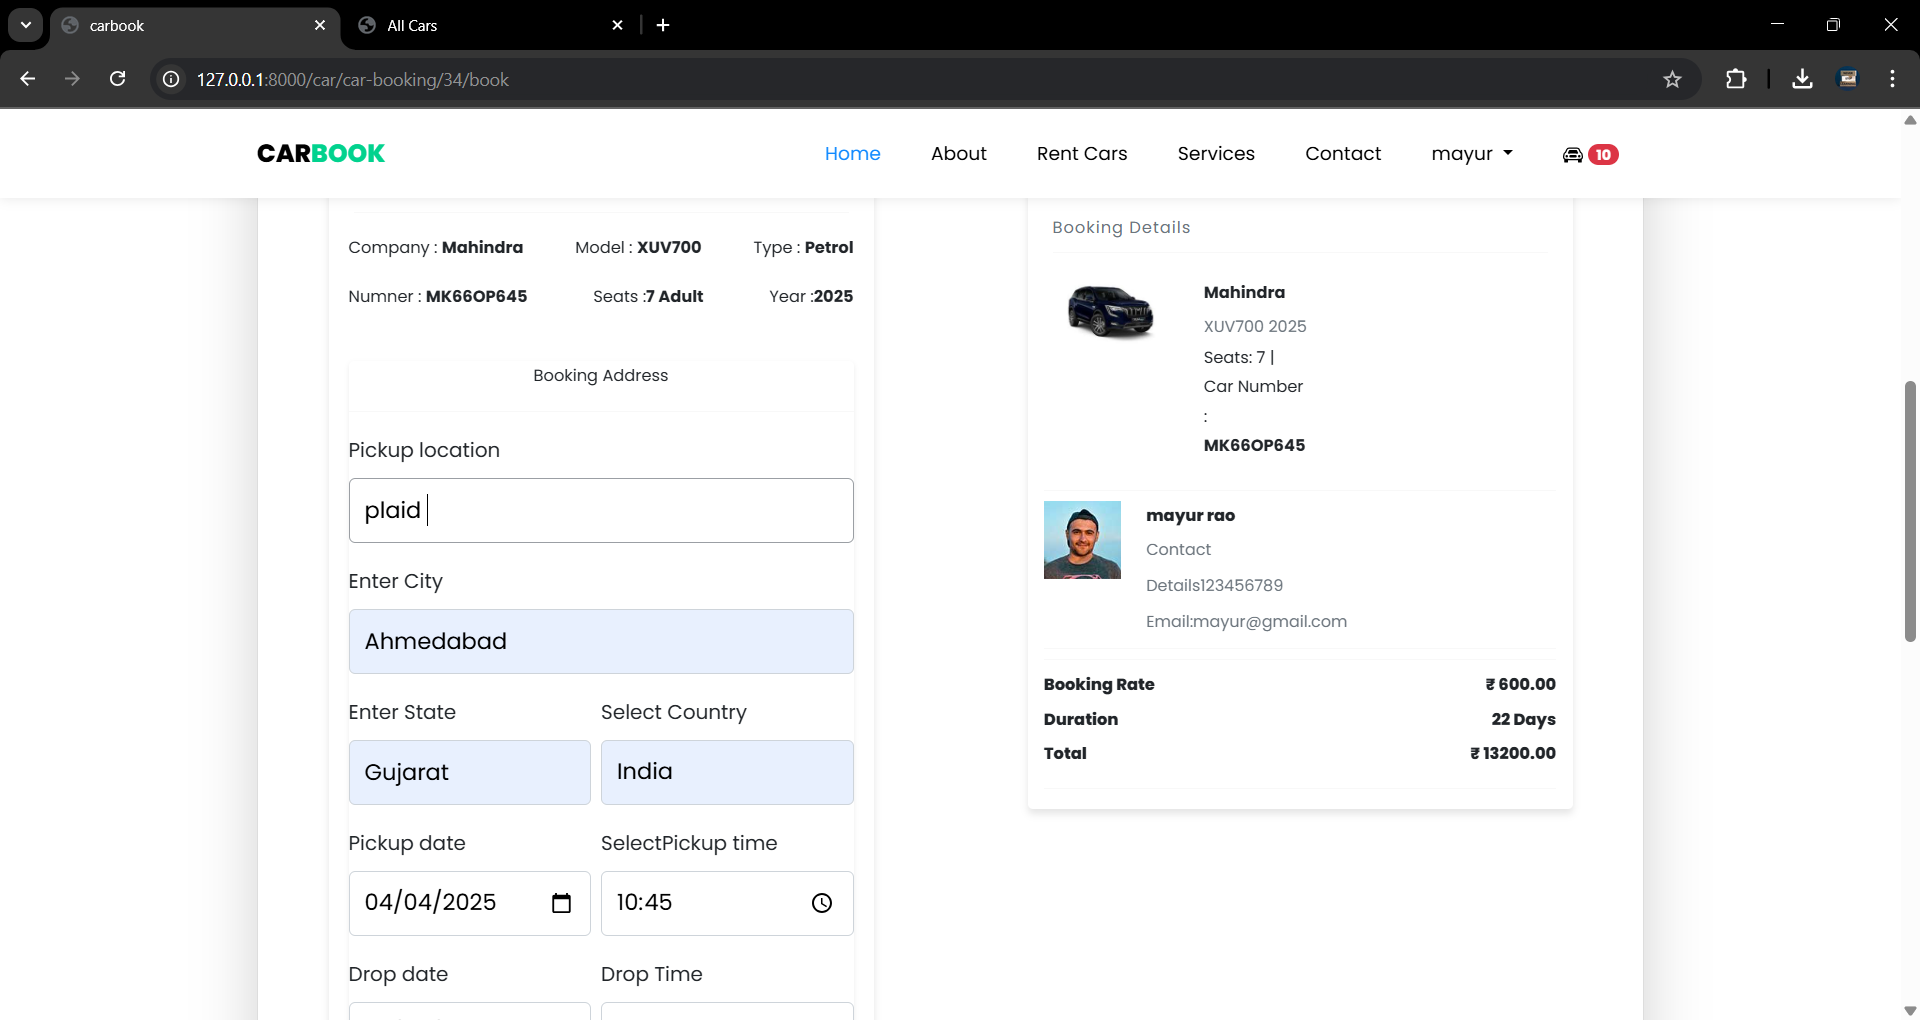 carbook
All Cars
127.0.0.1:8000/car/car-booking/34/book
CARBOOK
Home
About
Rent Cars
Services
Contact
mayur
10
Company : Mahindra
Model : XUV700
Type : Petrol
Numner : MK66OP645
Seats :7 Adult
Year :2025
Booking Address
Pickup location
plaid
Enter City
Ahmedabad
Enter State
Select Country
Gujarat
India
Pickup date
SelectPickup time
04/04/2025
10:45
Drop date
Drop Time
Booking Details
Mahindra
XUV700 2025
Seats: 7 |
Car Number
:
MK66OP645
mayur rao
Contact
Details123456789
Email:mayur@gmail.com
Booking Rate
₹ 600.00
Duration
22 Days
Total
₹ 13200.00